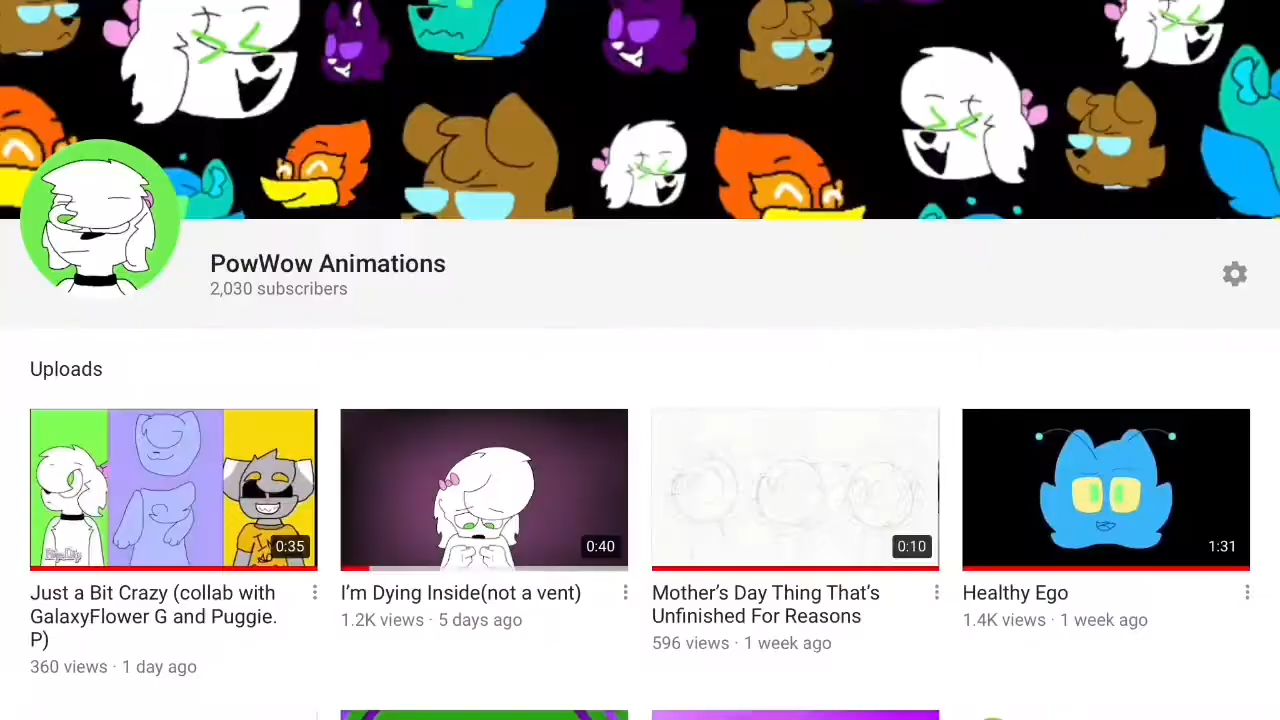 PowWow Animations
2,030 subscribers
Uploads
0:35
0:40
0:10
1:31
Just a Bit Crazy (collab with
GalaxyFlower G and Puggie.
P)
360 views · 1 day ago
I’m Dying Inside(not a vent)
1.2K views · 5 days ago
Mother’s Day Thing That’s
Unfinished For Reasons
596 views · 1 week ago
Healthy Ego
1.4K views · 1 week ago